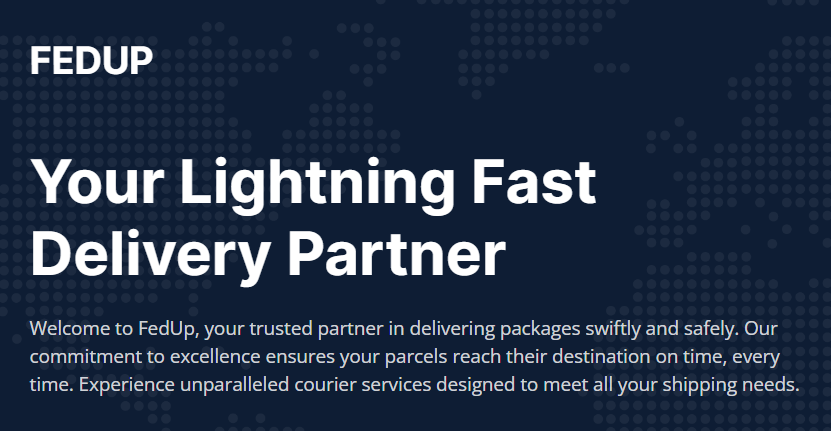 FEDUP
Your Lightning Fast
Delivery Partner
Welcome to FedUp, your trusted partner in delivering packages swiftly and safely. Our
commitment to excellence ensures your parcels reach their destination on time, every
time. Experience unparalleled courier services designed to meet all your shipping needs.